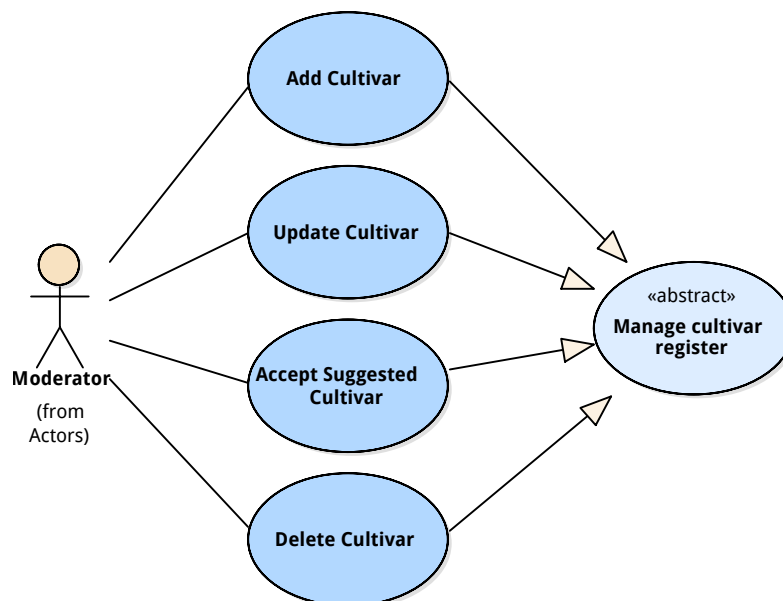 Add Cultivar
Update Cultivar
«abstract»
Manage cultivar
register
Accept Suggested
Cultivar
Moderator
(from
Actors)
Delete Cultivar